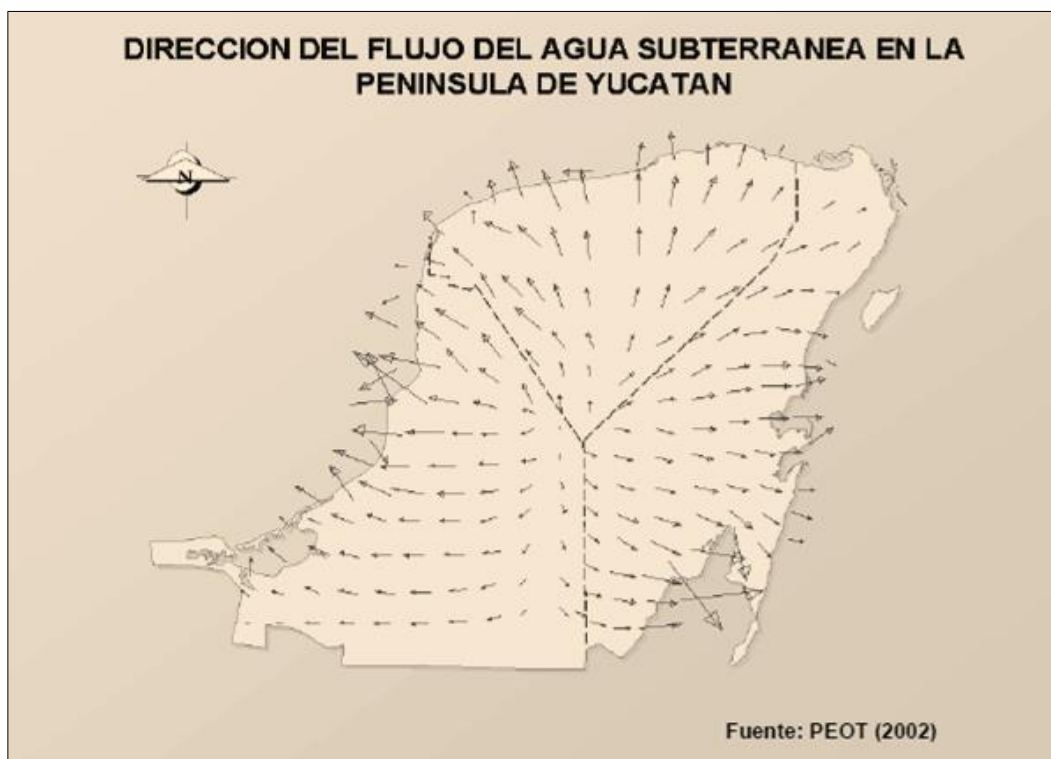 DIRECCION DEL FLUJO DEL AGUA SUBTERRANEA EN LA
PENINSULA DE YUCATAN
N
Fuente: PEOT (2002)